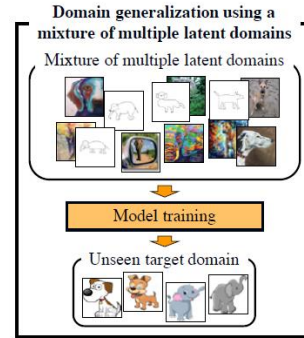 Domain generalization using a
mixture of multiple latent domains
Mixture of multiple latent domains
Model training
Unseen target domain